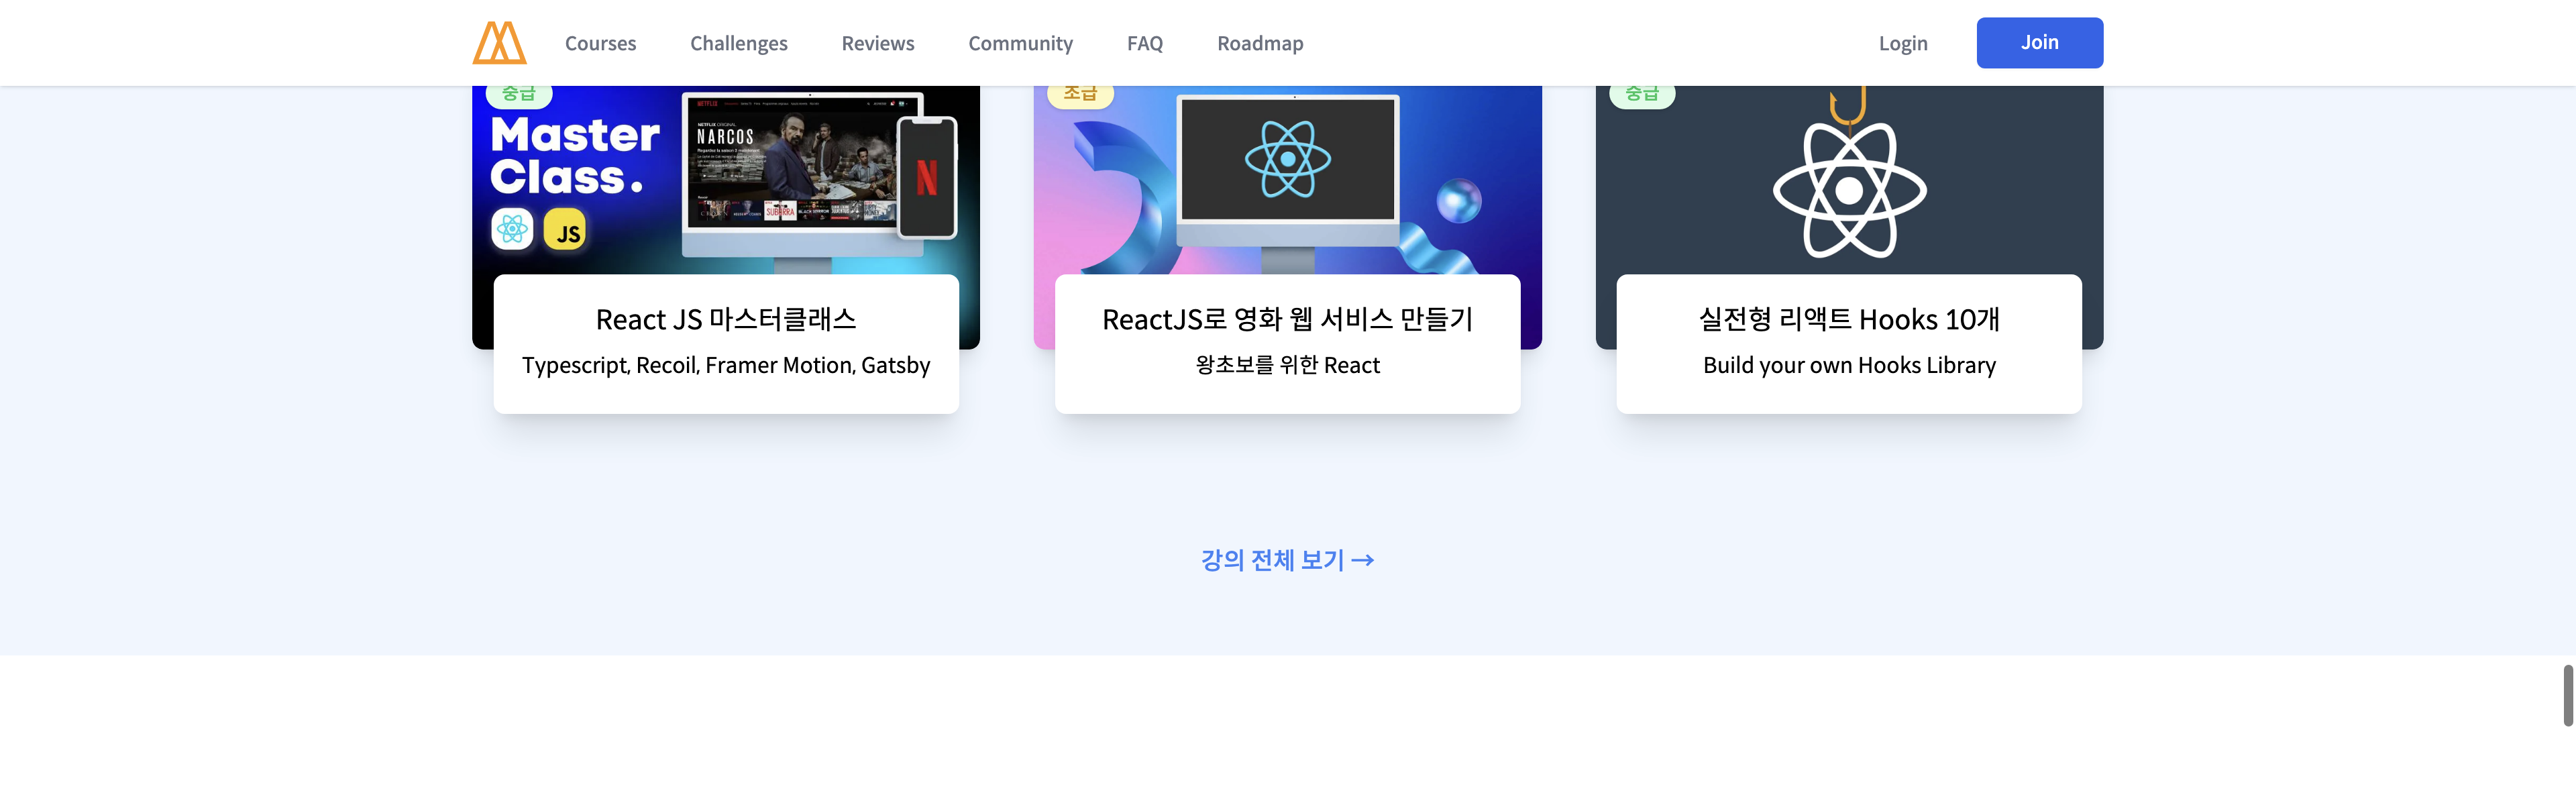 Courses Challenges Reviews Community FAQ Roadmap Login Join
중급
Master
Class.
JS
NETFLIX
NARCOS
N
React JS 마스터클래스
Typescript, Recoil, Framer Motion, Gatsby
초급
ReactJS로 영화 웹 서비스 만들기
왕초보를 위한 React
중급
실전형 리액트 Hooks 10개
Build your own Hooks Library
강의 전체 보기 →